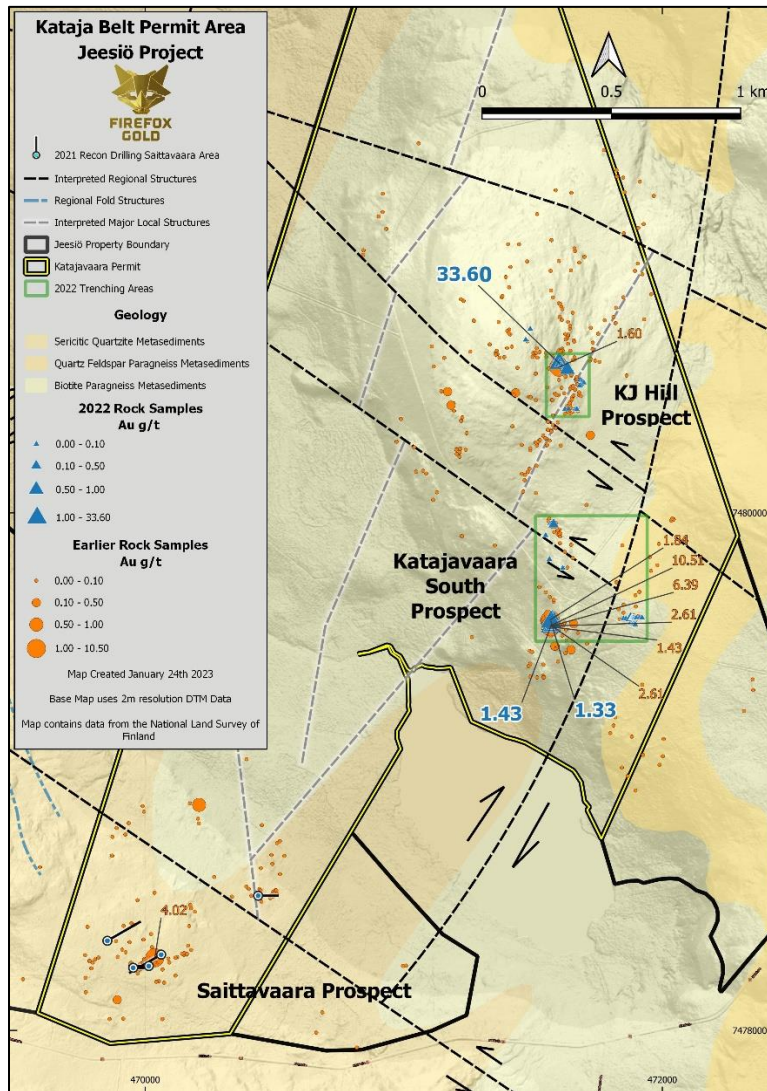 Kataja Belt Permit Area
Jeesiö Project
FIREFOX
GOLD
2021 Recon Drilling Saittavaara Area
Interpreted Regional Structures
Regional Fold Structures
Interpreted Major Local Structures
Jeesiö Property Boundary
Katajavaara Permit
2022 Trenching Areas
Geology
Sericitic Quartzite Metasediments
Quartz Feldspar Paragneiss Metasediments
Biotite Paragneiss Metasediments
2022 Rock Samples
Au g/t
0.00 - 0.10
0.10 - 0.50
0.50 - 1.00
1.00 - 33.60
Earlier Rock Samples
Au g/t
0.00 - 0.10
0.10 - 0.50
0.50 - 1.00
1.00 - 10.50
Map Created January 24th 2023
Base Map uses 2m resolution DTM Data
Map contains data from the National Land Survey of
Finland
0 0.5 1 km
33.60
1.60
KJ Hill
Prospect
7480000
Katajavaara
South
Prospect
1.84
10.51
6.39
2.61
1.43
2.61
1.43
1.33
4.02
Saittavaara Prospect
7478000
470000
472000